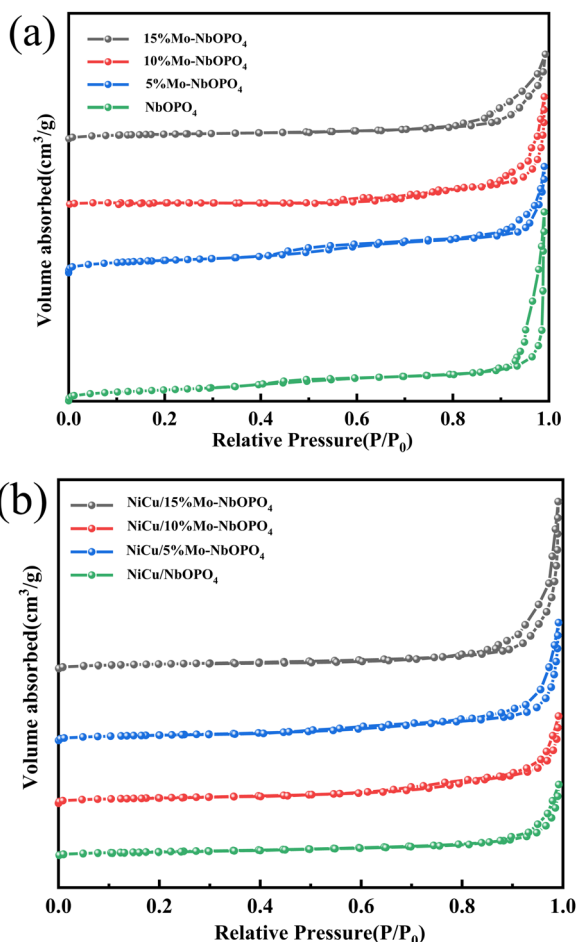 (a)
15%Mo-NbOPO₄
10%Mo-NbOPO₄
5%Mo-NbOPO₄
NbOPO₄
Volume absorbed(cm³/g)
0.0 0.2 0.4 0.6 0.8 1.0
Relative Pressure(P/P₀)
(b)
NiCu/15%Mo-NbOPO₄
NiCu/10%Mo-NbOPO₄
NiCu/5%Mo-NbOPO₄
NiCu/NbOPO₄
Volume absorbed(cm³/g)
0.0 0.2 0.4 0.6 0.8 1.0
Relative Pressure(P/P₀)